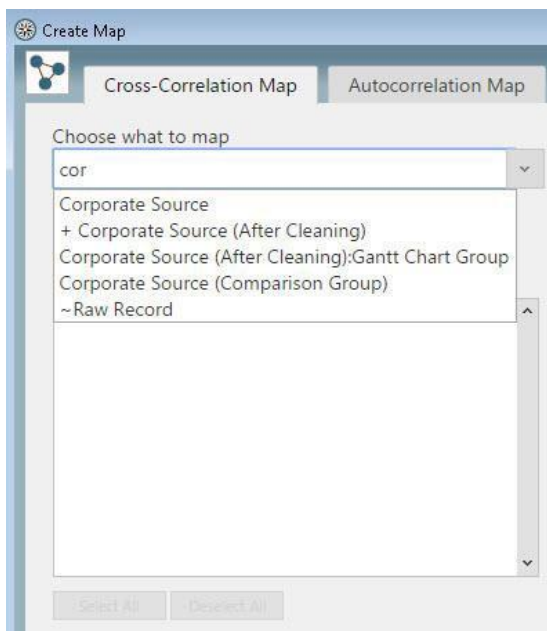 Create Map
Cross-Correlation Map
Autocorrelation Map
Choose what to map
cor
Corporate Source
+ Corporate Source (After Cleaning)
Corporate Source (After Cleaning):Gantt Chart Group
Corporate Source (Comparison Group)
~Raw Record
Select All
Deselect All